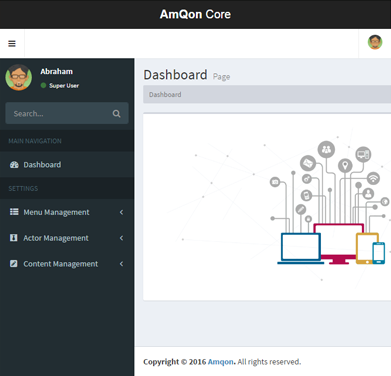 AmQon Core
Abraham
Super User
Search...
MAIN NAVIGATION
Dashboard
SETTINGS
Menu Management
Actor Management
Content Management
Dashboard Page
Dashboard
Copyright © 2016 Amqon. All rights reserved.